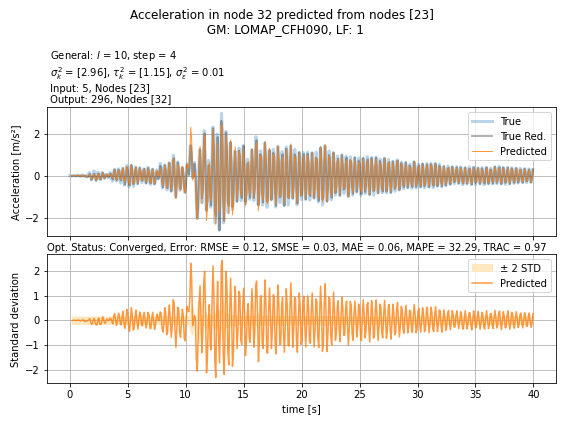 Acceleration in node 32 predicted from nodes [23]
GM: LOMAP_CFH090, LF: 1
General: l = 10, step = 4
σ²ₖ = [2.96], τ²ₖ = [1.15], σ²ε = 0.01
Input: 5, Nodes [23]
Output: 296, Nodes [32]
Acceleration [m/s²]
2
0
−2
True
True Red.
Predicted
Opt. Status: Converged, Error: RMSE = 0.12, SMSE = 0.03, MAE = 0.06, MAPE = 32.29, TRAC = 0.97
Standard deviation
2
1
0
−1
−2
± 2 STD
Predicted
0 5 10 15 20 25 30 35 40
time [s]